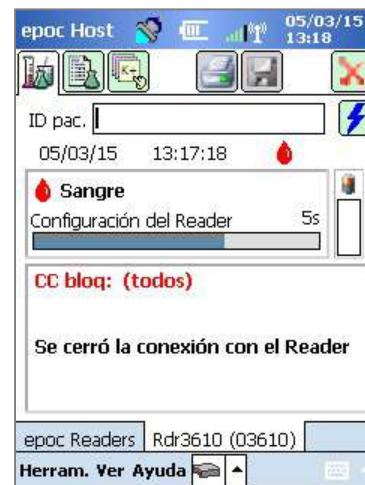 epoc Host 05/03/15
13:18
K+
ID pac.
05/03/15 13:17:18
Sangre
Configuración del Reader 5s
CC bloq: (todos)
Se cerró la conexión con el Reader
epoc Readers Rdr3610 (03610)
Herram. Ver Ayuda